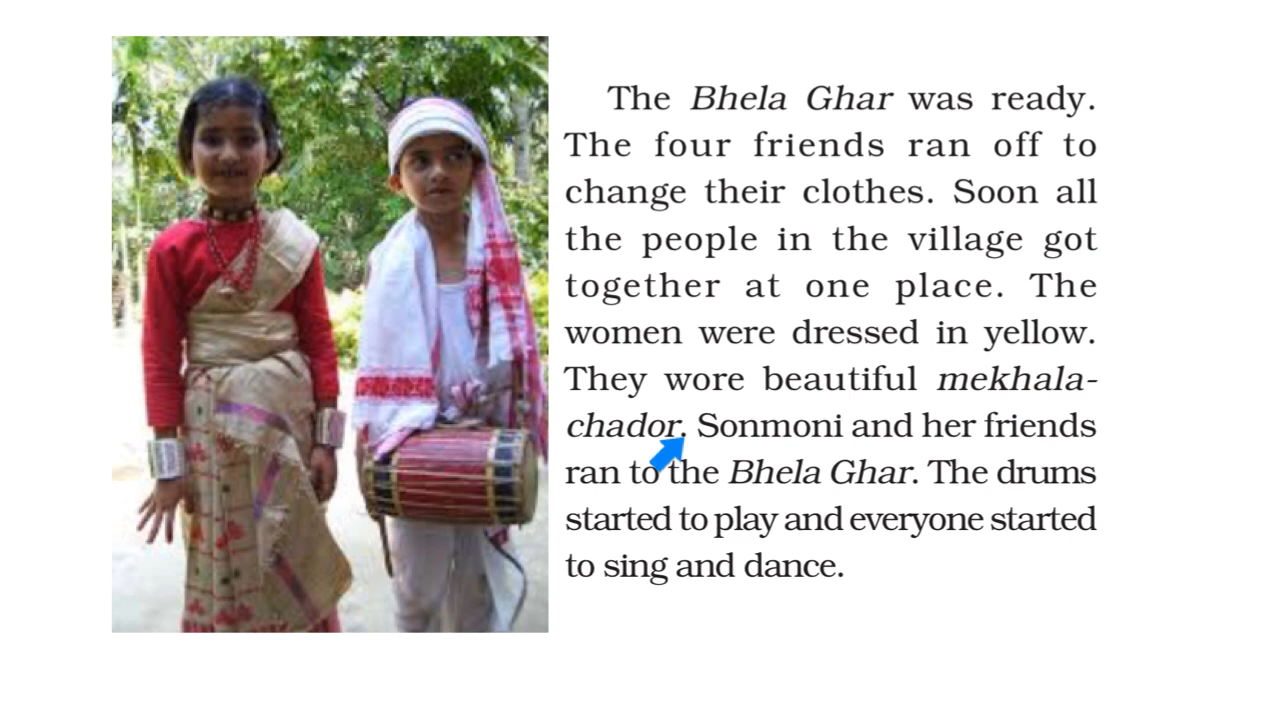 The Bhela Ghar was ready.
The four friends ran off to
change their clothes. Soon all
the people in the village got
together at one place. The
women were dressed in yellow.
They wore beautiful mekhala-
chador. Sonmoni and her friends
ran to the Bhela Ghar. The drums
started to play and everyone started
to sing and dance.